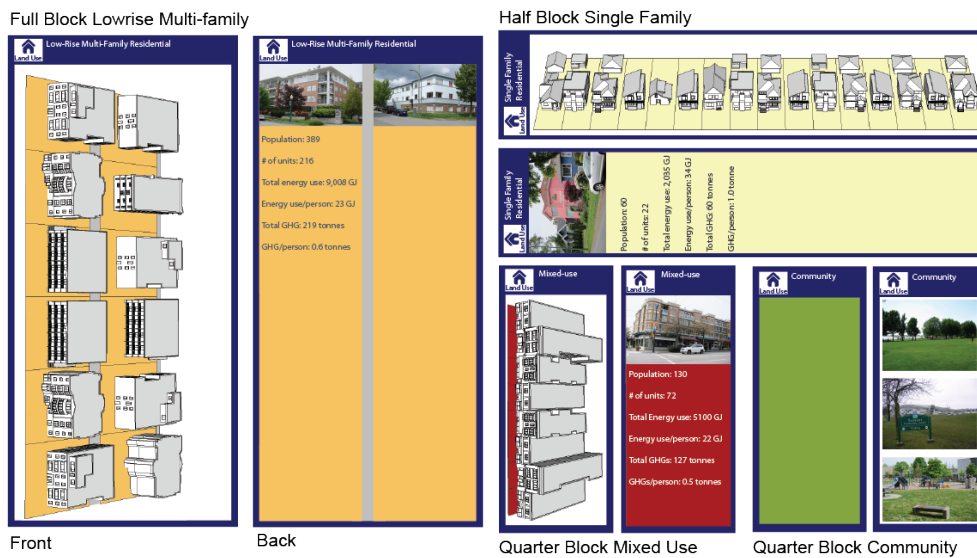 Full Block Lowrise Multi-family
Low-Rise Multi-Family Residential
Land Use
Front
Low-Rise Multi-Family Residential
Land Use
Population: 389
# of units: 216
Total energy use: 9,008 GJ
Energy use/person: 23 GJ
Total GHG: 219 tonnes
GHG/person: 0.6 tonnes
Back
Half Block Single Family
Single Family
Residential
Land Use
Single Family
Residential
Land Use
Population: 60
# of units: 22
Total energy use: 2,035 GJ
Energy use/person: 34 GJ
Total GHG: 60 tonnes
GHG/person: 1.0 tonne
Mixed-use
Land Use
Mixed-use
Land Use
Population: 130
# of units: 72
Total Energy use: 5100 GJ
Energy use/person: 22 GJ
Total GHGs: 127 tonnes
GHGs/person: 0.5 tonnes
Quarter Block Mixed Use
Community
Land Use
Community
Land Use
Quarter Block Community